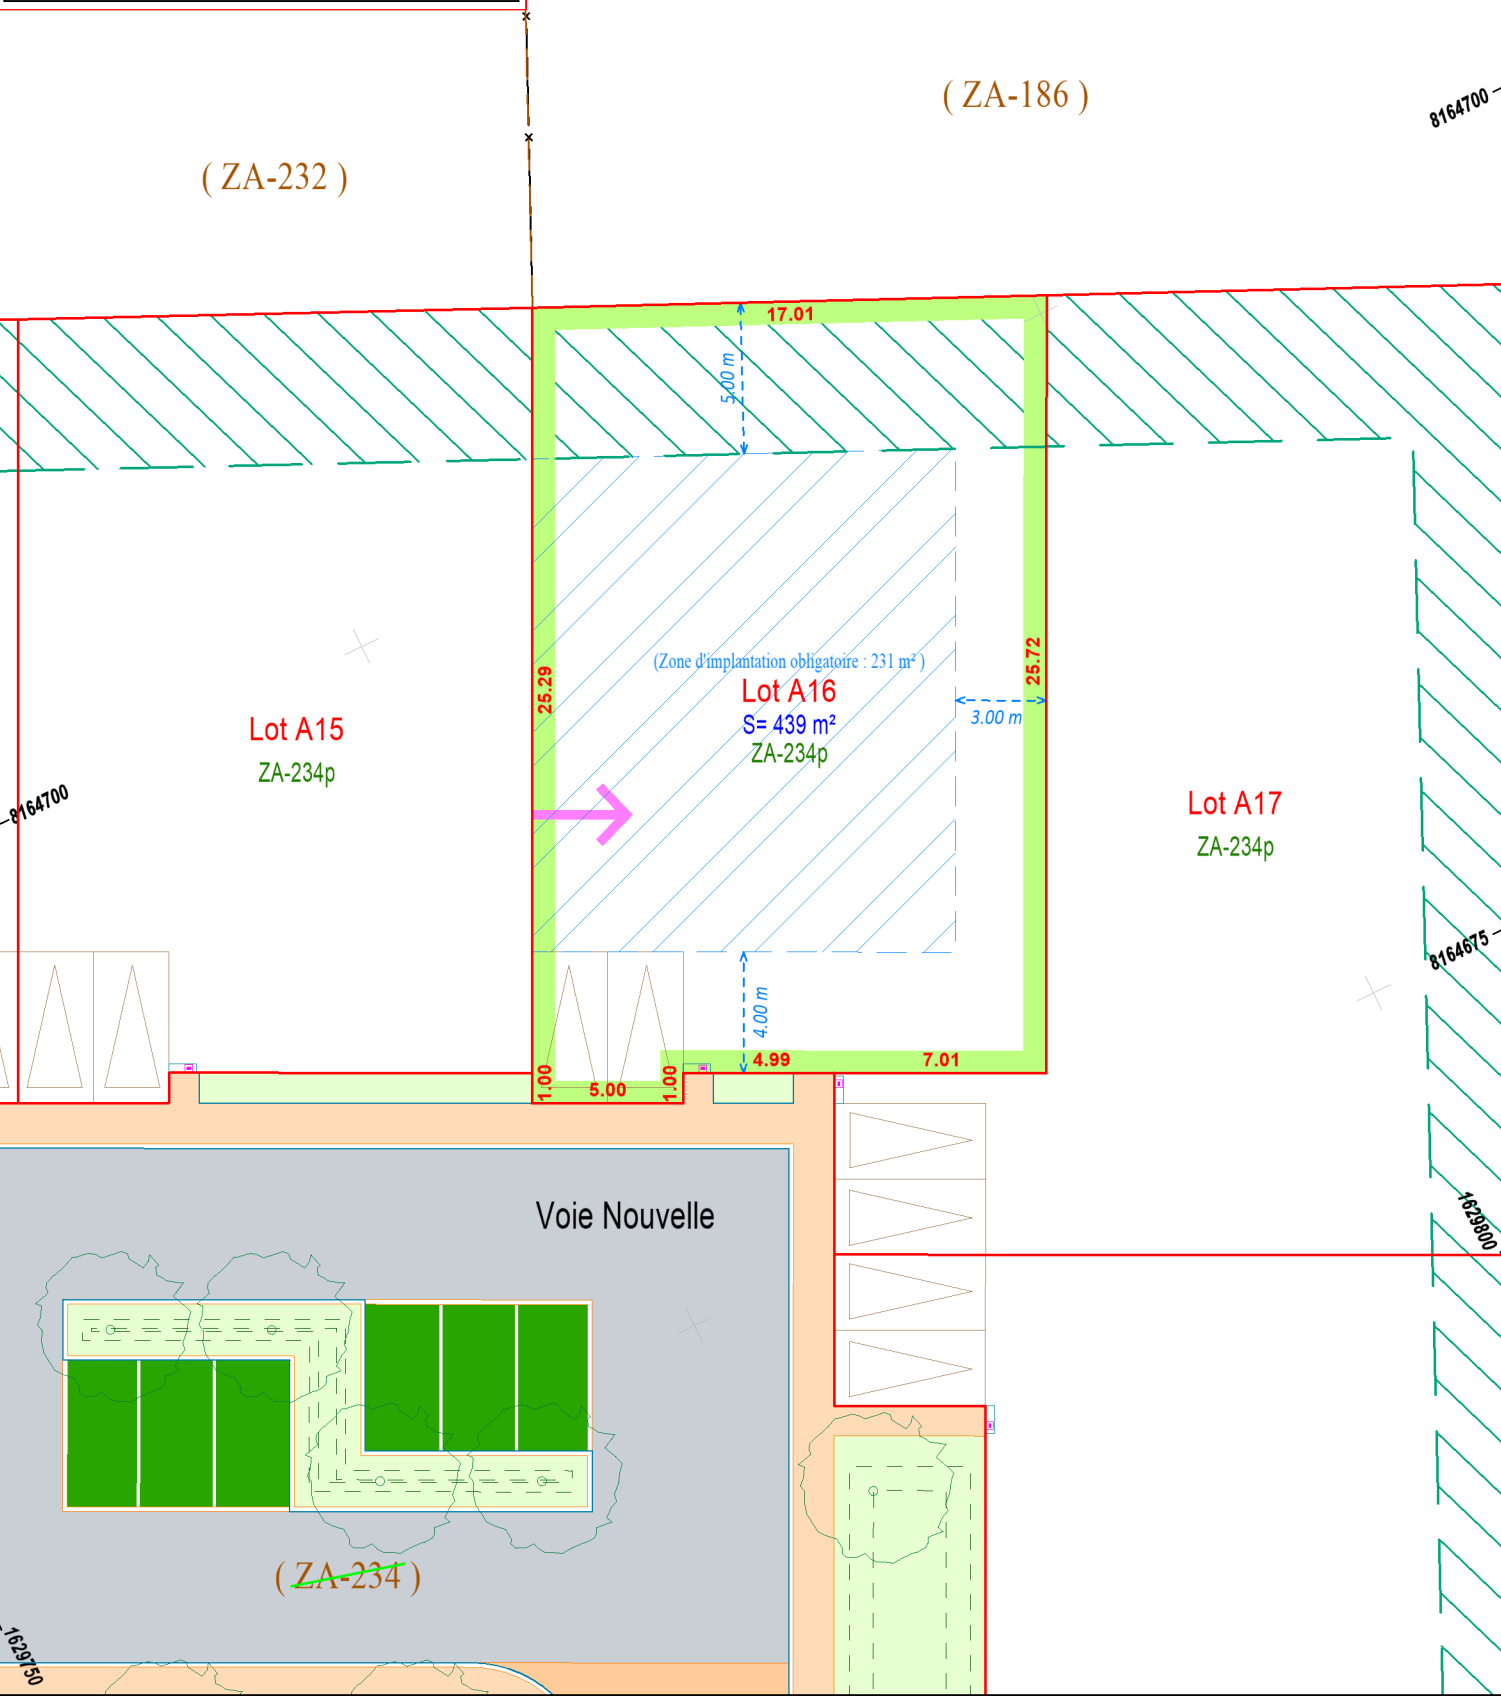 ( ZA-186 )
8164700
( ZA-232 )
17.01
5.00 m
25.29
25.72
(Zone d'implantation obligatoire : 231 m² )
Lot A16
S= 439 m²
ZA-234p
3.00 m
Lot A15
ZA-234p
8164700
Lot A17
ZA-234p
8164675
4.00 m
4.99
7.01
1.00
5.00
1.00
Voie Nouvelle
1629800
( ZA-234 )
1629750